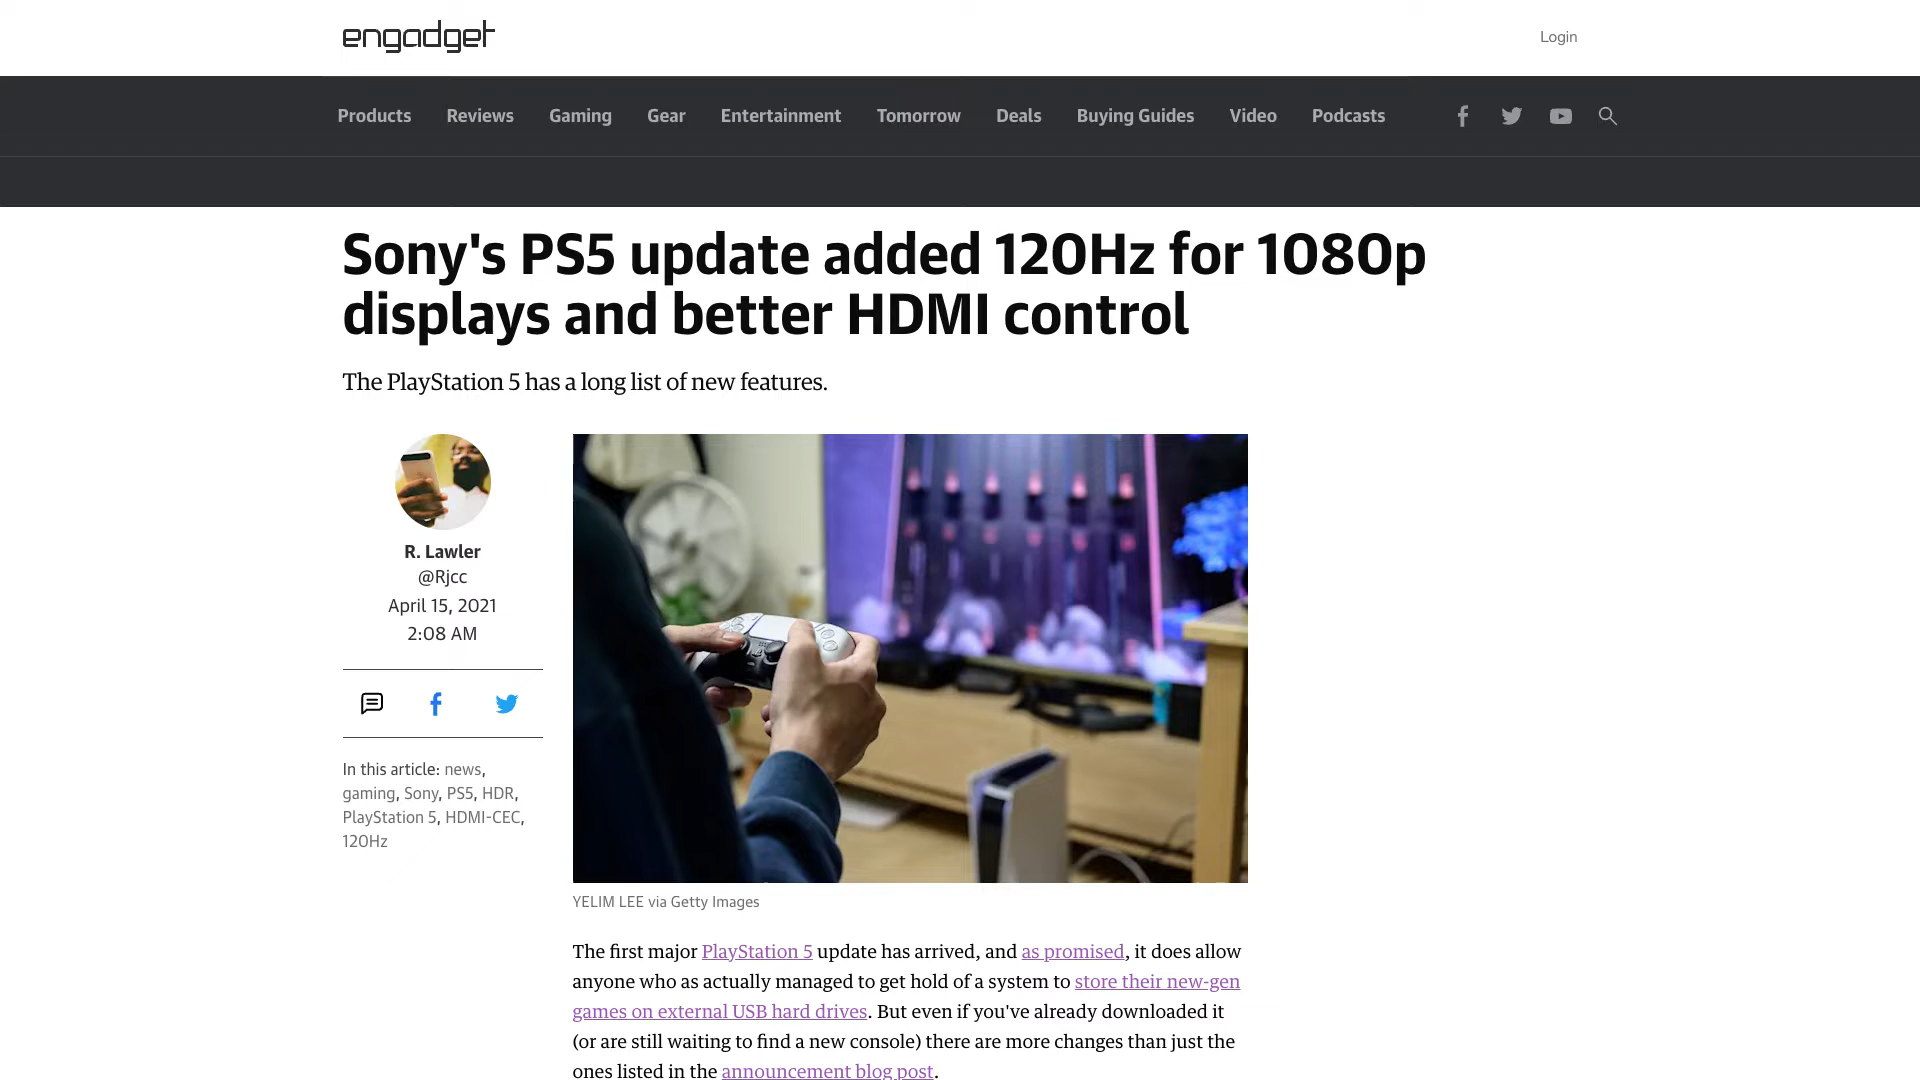 engadget
Login
Products Reviews Gaming Gear Entertainment Tomorrow Deals Buying Guides Video Podcasts
Sony's PS5 update added 120Hz for 1080p
displays and better HDMI control
The PlayStation 5 has a long list of new features.
R. Lawler
@Rjcc
April 15, 2021
2:08 AM
In this article: news,
gaming, Sony, PS5, HDR,
PlayStation 5, HDMI-CEC,
120Hz
YELIM LEE via Getty Images
The first major PlayStation 5 update has arrived, and as promised, it does allow
anyone who as actually managed to get hold of a system to store their new-gen
games on external USB hard drives. But even if you've already downloaded it
(or are still waiting to find a new console) there are more changes than just the
ones listed in the announcement blog post.